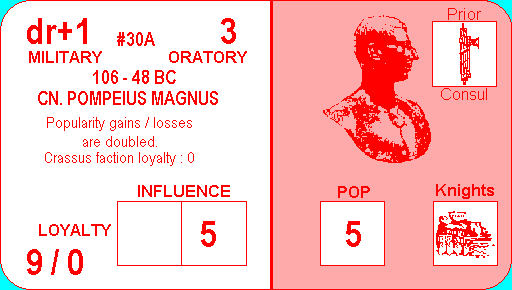 dr+1 #30A 3
MILITARY ORATORY
106 - 48 BC
CN. POMPEIUS MAGNUS
Popularity gains / losses
are doubled.
Crassus faction loyalty : 0
INFLUENCE
LOYALTY 5
9 / 0
Prior
Consul
POP Knights
5